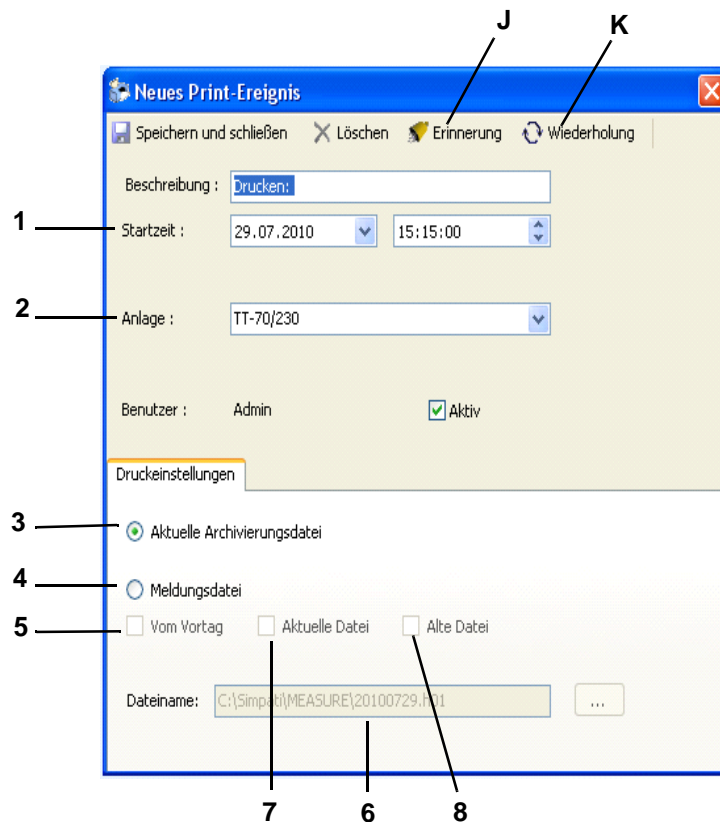 J K
Neues Print-Ereignis
Speichern und schließen Löschen Erinnerung Wiederholung
Beschreibung : Drucken:
1 Startzeit : 29.07.2010 15:15:00
2 Anlage : TT-70/230
Benutzer : Admin Aktiv
Druckeinstellungen
3 Aktuelle Archivierungsdatei
4 Meldungsdatei
5 Vom Vortag Aktuelle Datei Alte Datei
Dateiname: C:\Simpati\MEASURE\20100729.h01 ...
7 6 8